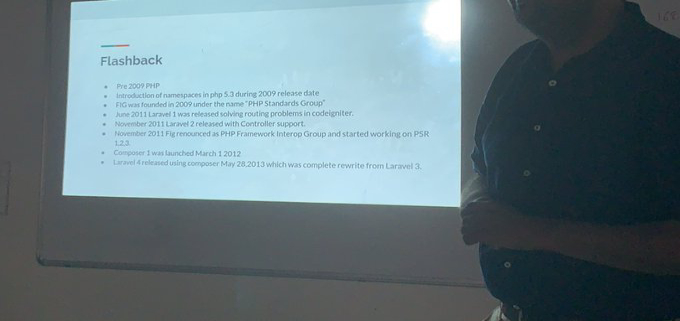 Flashback
Pre 2009 PHP
Introduction of namespaces in php 5.3 during 2009 release date
FIG was founded in 2009 under the name "PHP Standards Group"
June 2011 Laravel 1 was released solving routing problems in codeigniter.
November 2011 Laravel 2 released with Controller support.
November 2011 Fig renounced as PHP Framework Interop Group and started working on PSR
1,2,3.
Composer 1 was launched March 1 2012
Laravel 4 released using composer May 28,2013 which was complete rewrite from Laravel 3.